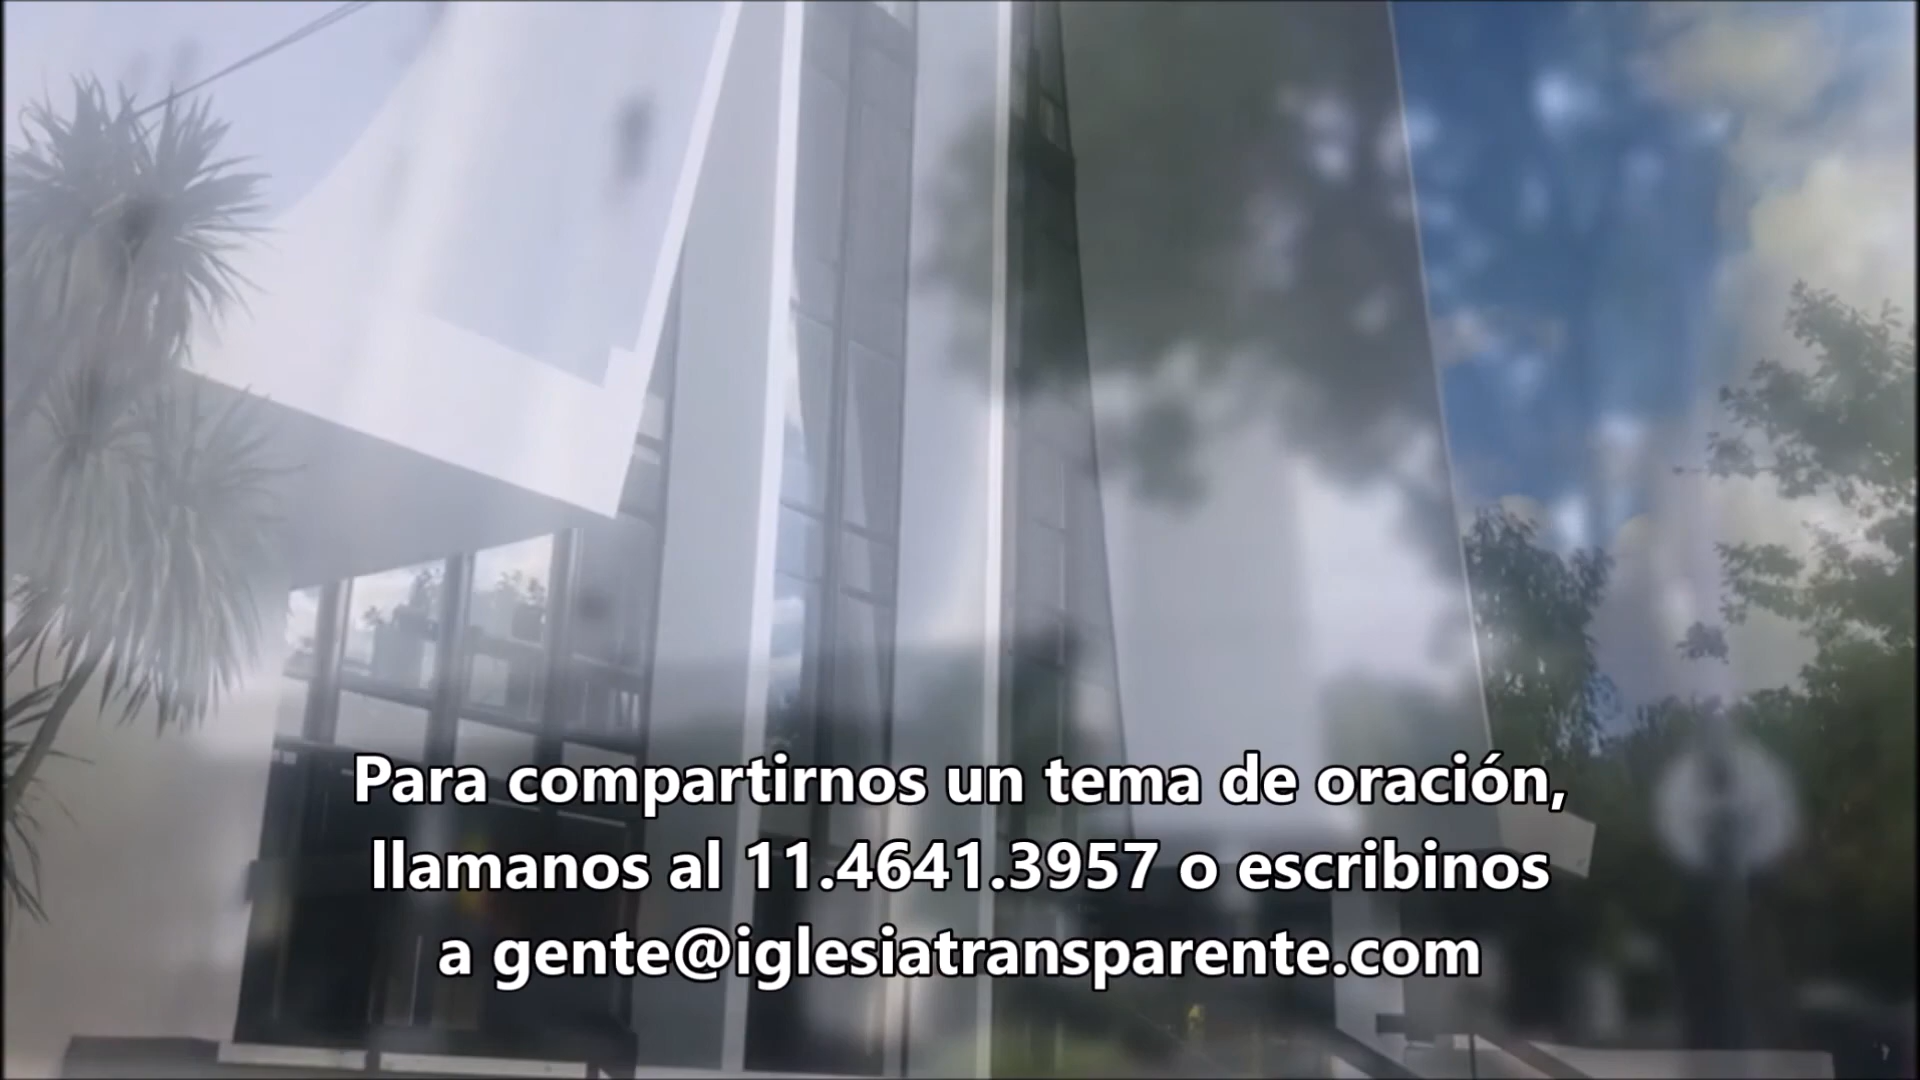 Para compartirnos un tema de oración,
llamanos al 11.4641.3957 o escribinos
a gente@iglesiatransparente.com